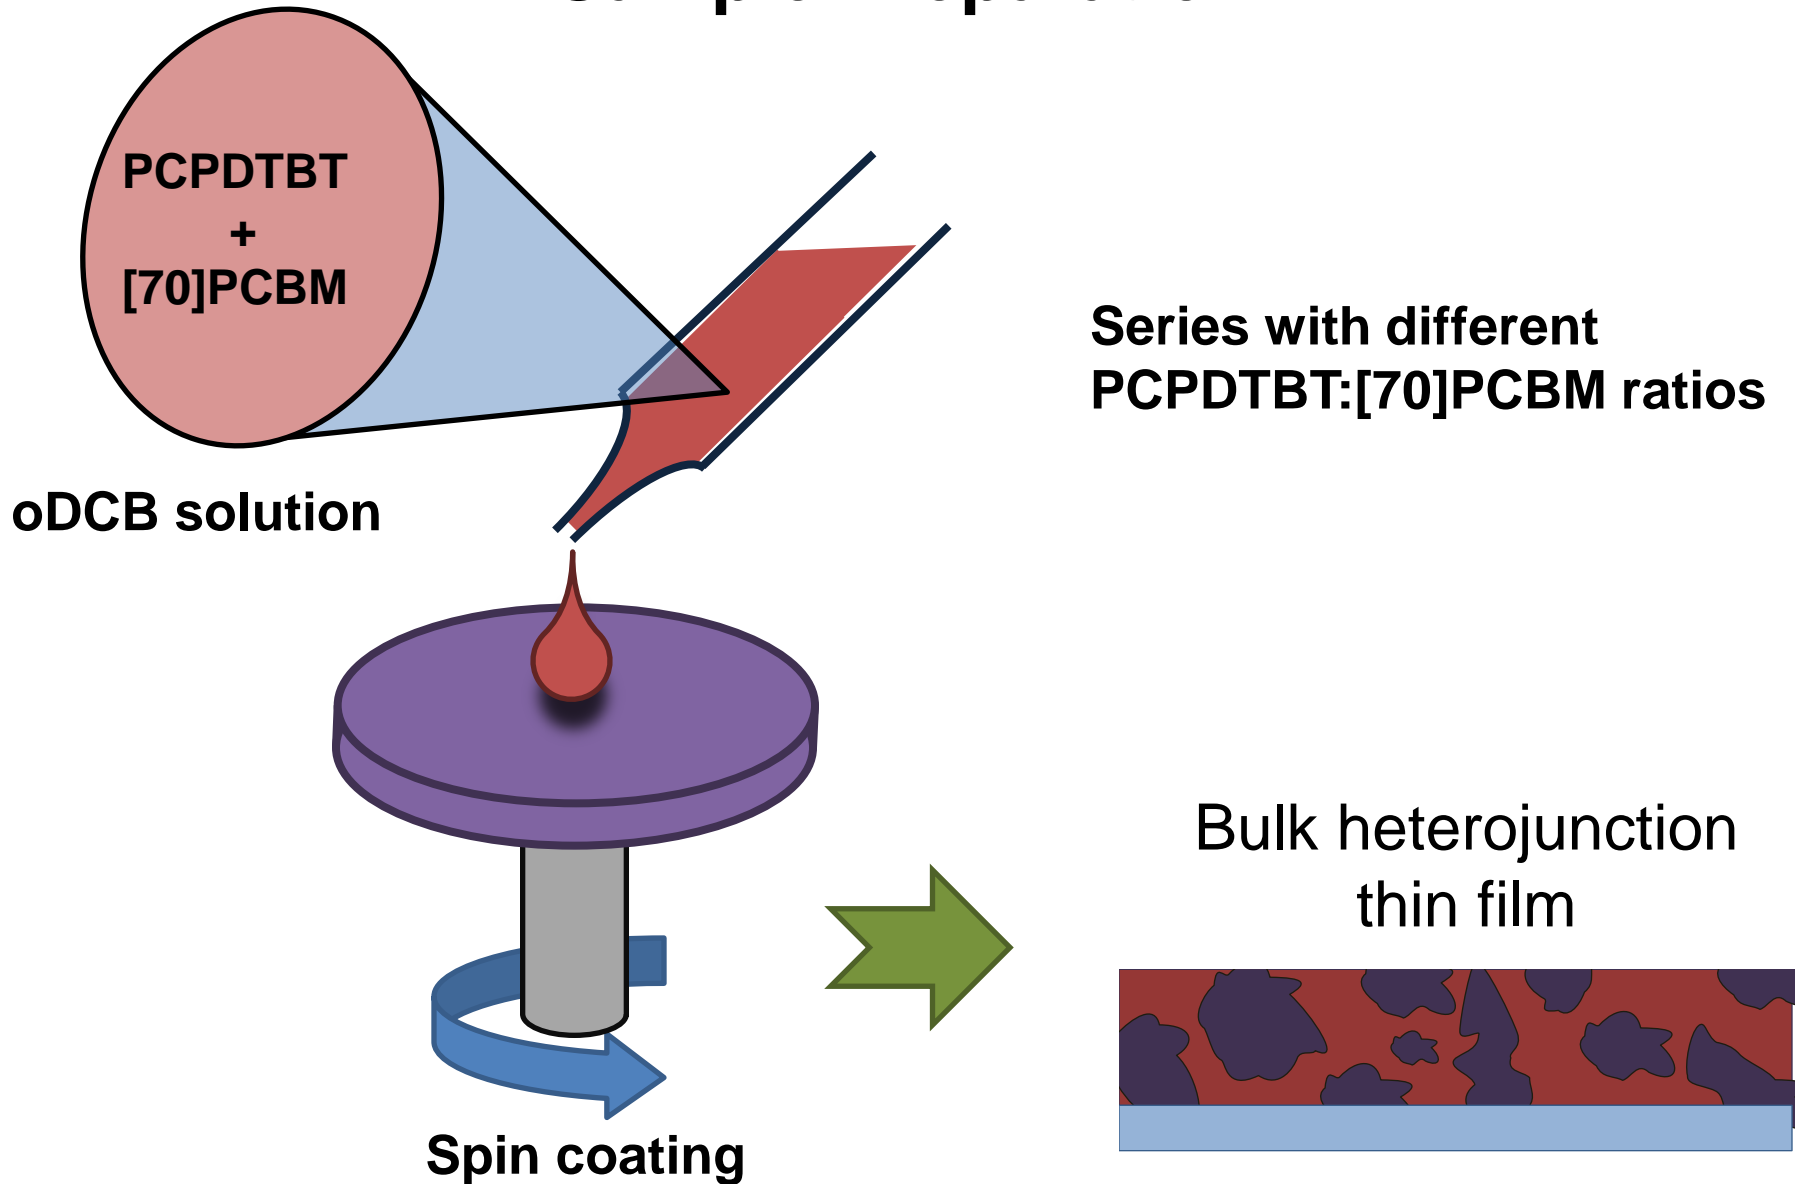 PCPDTBT
+
[70]PCBM
Series with different
PCPDTBT:[70]PCBM ratios
oDCB solution
Bulk heterojunction
thin film
Spin coating